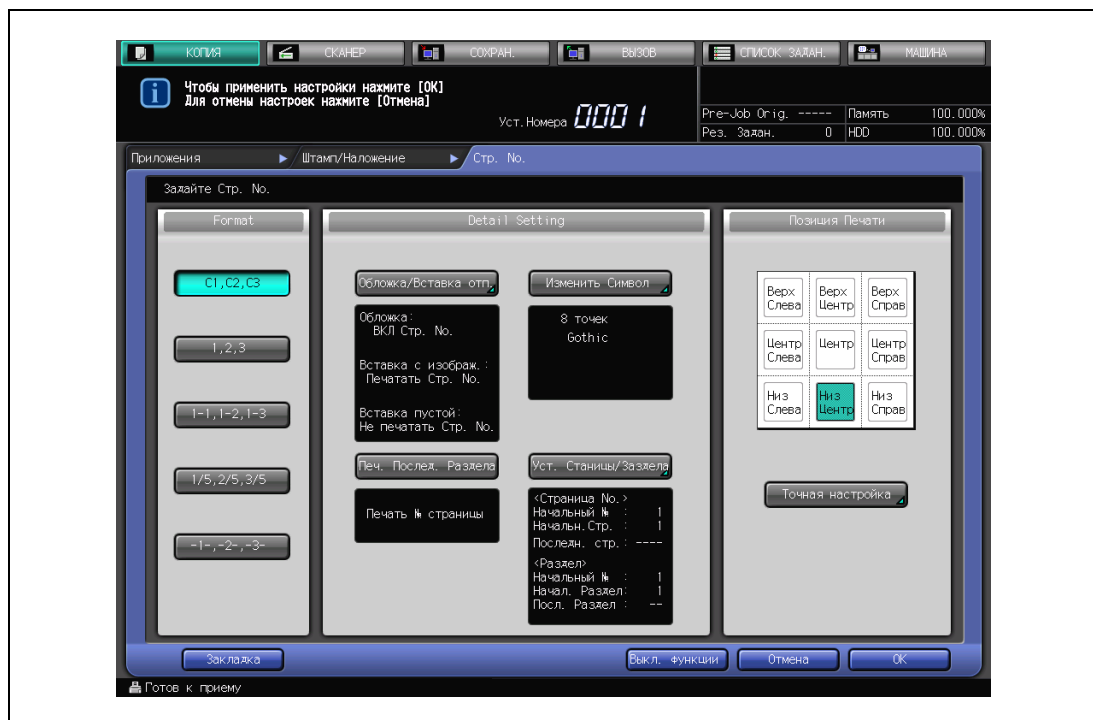 КОПИЯ
СКАНЕР
СОХРАН.
ВЫЗОВ
СПИСОК ЗАДАН.
МАШИНА
Чтобы применить настройки нажмите [OK]
Для отмены настроек нажмите [Отмена]
Уст.Номера 0001
Pre-Job Orig. ----- Память 100.000%
Рез. Задан. 0 HDD 100.000%
Приложения
Штамп/Наложение
Стр. No.
Задайте Стр. No.
Format
C1,C2,C3
1,2,3
1-1,1-2,1-3
1/5,2/5,3/5
-1-,-2-,-3-
Detail Setting
Обложка/Вставка отп.
Обложка:
ВКЛ Стр. No.
Вставка с изображ.:
Печатать Стр. No.
Вставка пустой:
Не печатать Стр. No.
Изменить Символ
8 точек
Gothic
Печ. Послед. Раздела
Печать № страницы
Уст. Станицы/Заздела
<Страница No.>
Начальный № : 1
Начальн.Стр. : 1
Последн. стр.: ----
<Раздел>
Начальный № : 1
Начал. Раздел: 1
Посл. Раздел : --
Позиция Печати
Верх Верх Верх
Слева Центр Справ
Центр Центр Центр
Слева Справ
Низ Низ Низ
Слева Центр Справ
Точная настройка
Закладка
Выкл. функции
Отмена
OK
Готов к приему